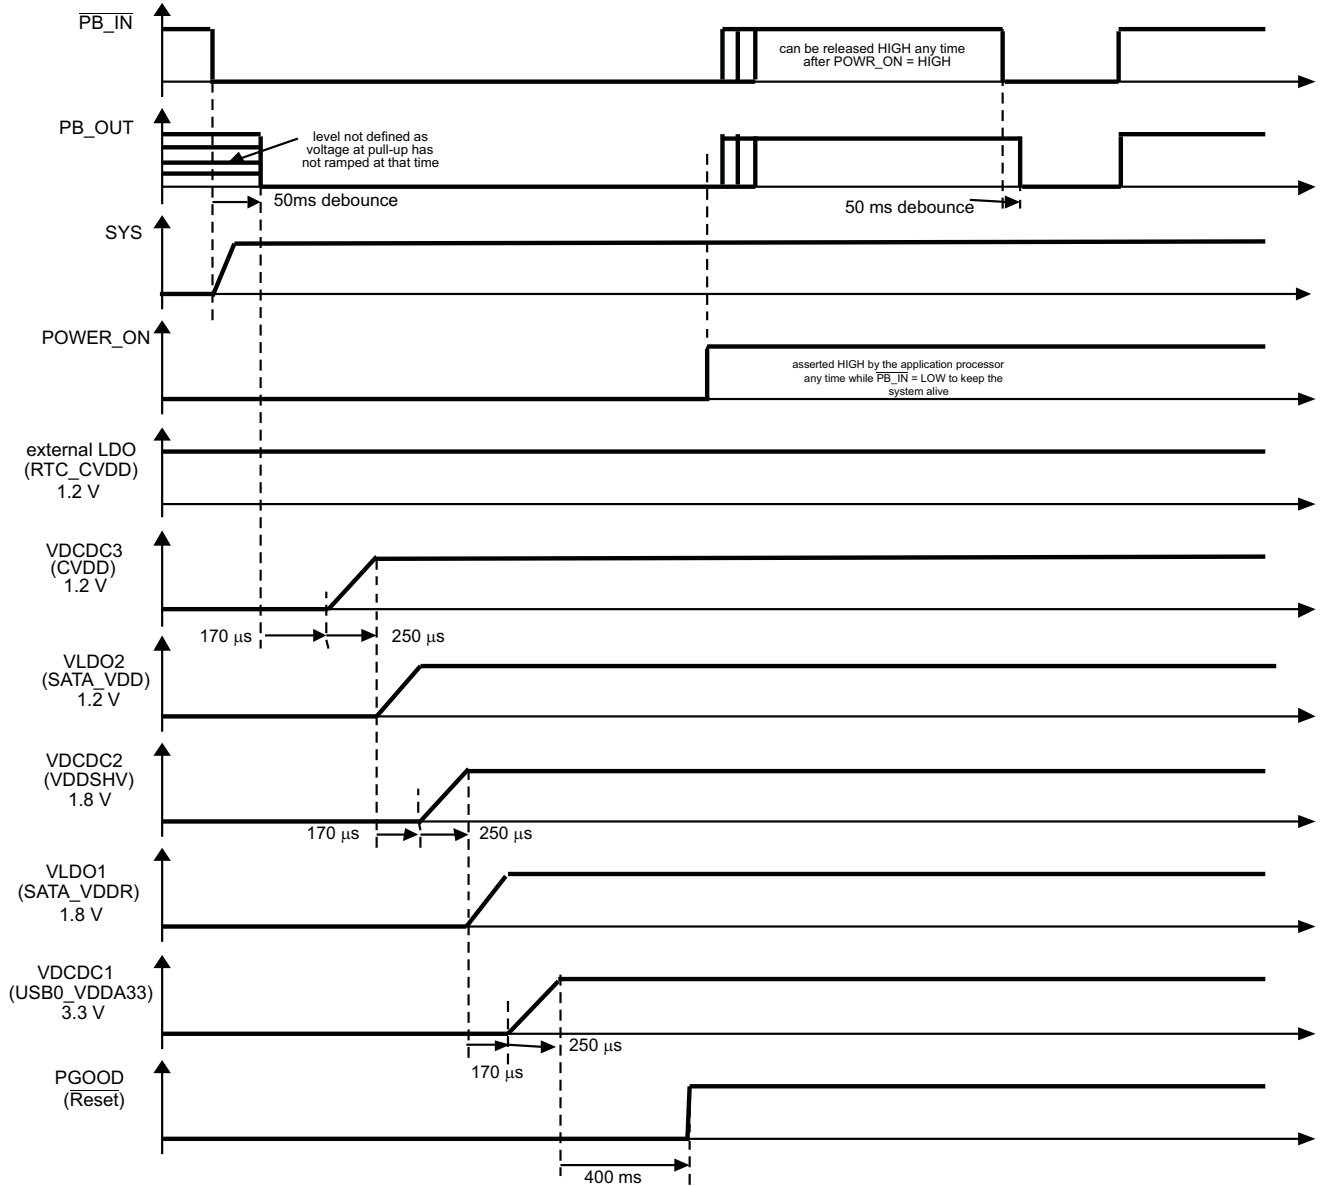 PB_IN
can be released HIGH any time
after POWR_ON = HIGH
PB_OUT
level not defined as
voltage at pull-up has
not ramped at that time
50ms debounce
50 ms debounce
SYS
POWER_ON
asserted HIGH by the application processor
any time while PB_IN = LOW to keep the
system alive
external LDO
(RTC_CVDD)
1.2 V
VDCDC3
(CVDD)
1.2 V
170 μs
250 μs
VLDO2
(SATA_VDD)
1.2 V
VDCDC2
(VDDSHV)
1.8 V
170 μs
250 μs
VLDO1
(SATA_VDDR)
1.8 V
VDCDC1
(USB0_VDDA33)
3.3 V
250 μs
170 μs
PGOOD
(Reset)
400 ms